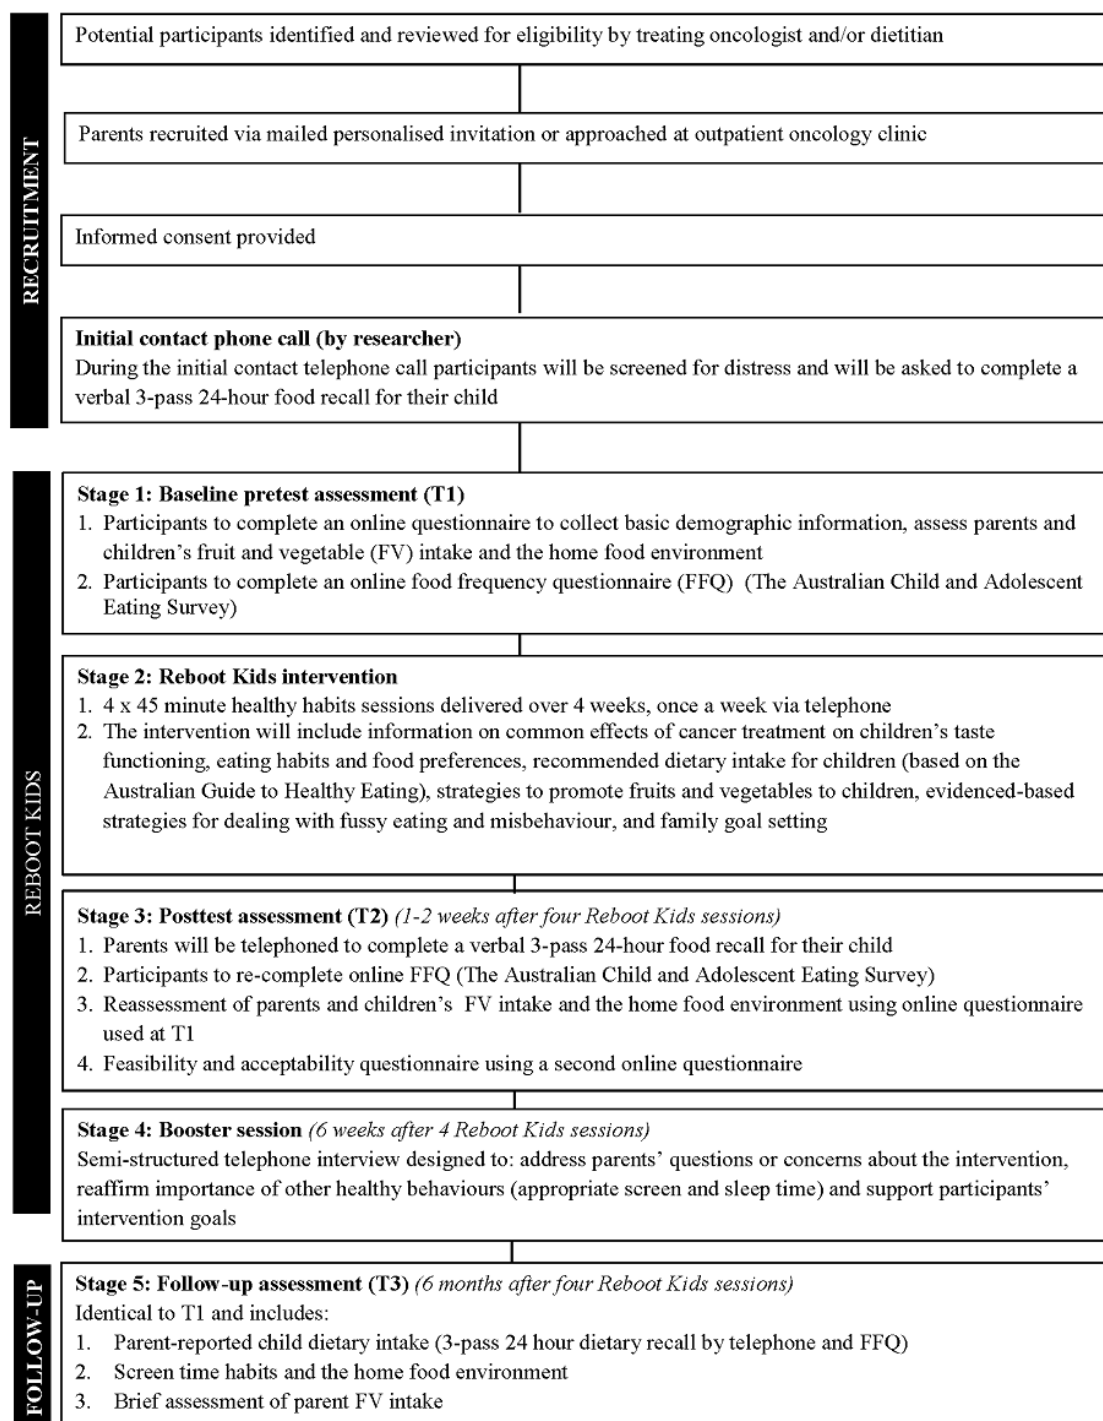 RECRUITMENT
Potential participants identified and reviewed for eligibility by treating oncologist and/or dietitian
Parents recruited via mailed personalised invitation or approached at outpatient oncology clinic
Informed consent provided
Initial contact phone call (by researcher)
During the initial contact telephone call participants will be screened for distress and will be asked to complete a
verbal 3-pass 24-hour food recall for their child
REBOOT KIDS
Stage 1: Baseline pretest assessment (T1)
1. Participants to complete an online questionnaire to collect basic demographic information, assess parents and
children’s fruit and vegetable (FV) intake and the home food environment
2. Participants to complete an online food frequency questionnaire (FFQ) (The Australian Child and Adolescent
Eating Survey)
Stage 2: Reboot Kids intervention
1. 4 x 45 minute healthy habits sessions delivered over 4 weeks, once a week via telephone
2. The intervention will include information on common effects of cancer treatment on children’s taste
functioning, eating habits and food preferences, recommended dietary intake for children (based on the
Australian Guide to Healthy Eating), strategies to promote fruits and vegetables to children, evidenced-based
strategies for dealing with fussy eating and misbehaviour, and family goal setting
Stage 3: Posttest assessment (T2) (1-2 weeks after four Reboot Kids sessions)
1. Parents will be telephoned to complete a verbal 3-pass 24-hour food recall for their child
2. Participants to re-complete online FFQ (The Australian Child and Adolescent Eating Survey)
3. Reassessment of parents and children’s FV intake and the home food environment using online questionnaire
used at T1
4. Feasibility and acceptability questionnaire using a second online questionnaire
Stage 4: Booster session (6 weeks after 4 Reboot Kids sessions)
Semi-structured telephone interview designed to: address parents’ questions or concerns about the intervention,
reaffirm importance of other healthy behaviours (appropriate screen and sleep time) and support participants’
intervention goals
FOLLOW-UP
Stage 5: Follow-up assessment (T3) (6 months after four Reboot Kids sessions)
Identical to T1 and includes:
1. Parent-reported child dietary intake (3-pass 24 hour dietary recall by telephone and FFQ)
2. Screen time habits and the home food environment
3. Brief assessment of parent FV intake